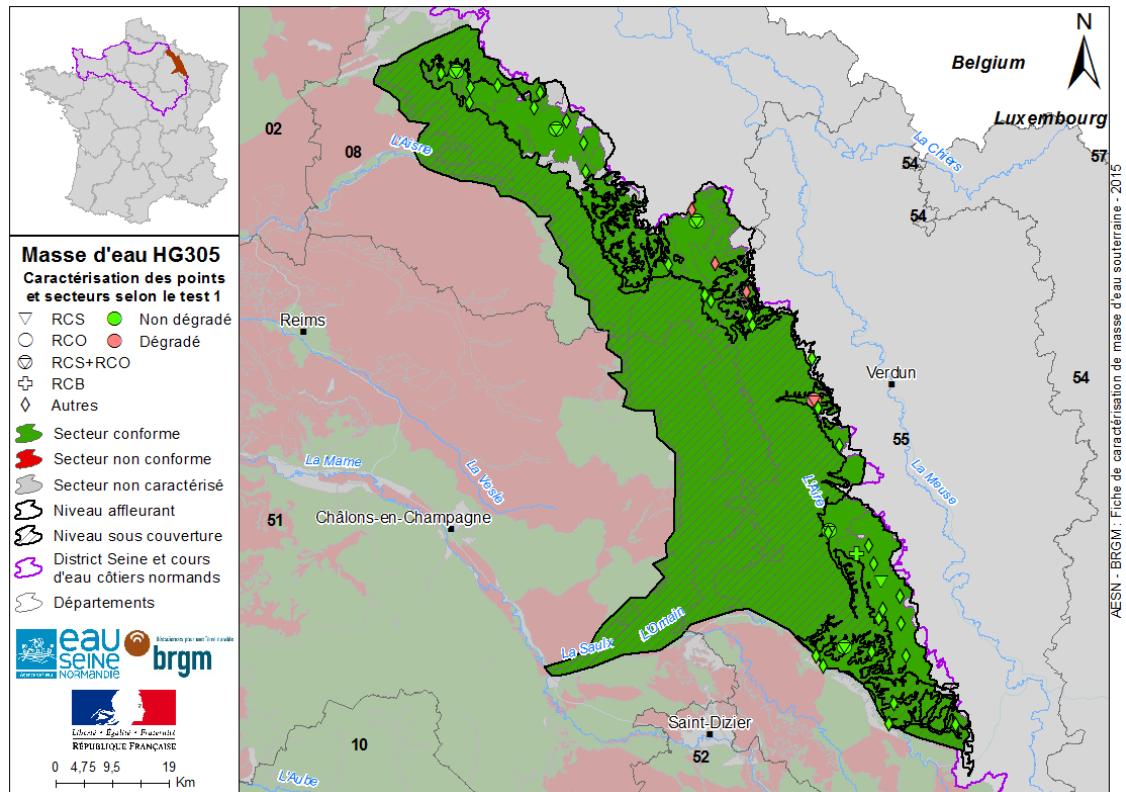 Masse d'eau HG305
Caractérisation des points
et secteurs selon le test 1
RCS
Non dégradé
RCO
Dégradé
RCS+RCO
RCB
Autres
Secteur conforme
Secteur non conforme
Secteur non caractérisé
Niveau affleurant
Niveau sous couverture
District Seine et cours
d'eau côtiers normands
Départements
eau
SEINE
NORMANDIE
brgm
Liberté • Égalité • Fraternité
RÉPUBLIQUE FRANÇAISE
0 4,75 9,5 19
Km
N
Belgium
Luxembourg
La Chiers
57
54
54
02
08
L'Aisne
Reims
Verdun
54
55
La Meuse
La Marne
La Vesle
L'Aire
51
Châlons-en-Champagne
La Saulx
L'Ornain
Saint-Dizier
10
52
L'Aube
AESN - BRGM : Fiche de caractérisation de masse d'eau souterraine - 2015